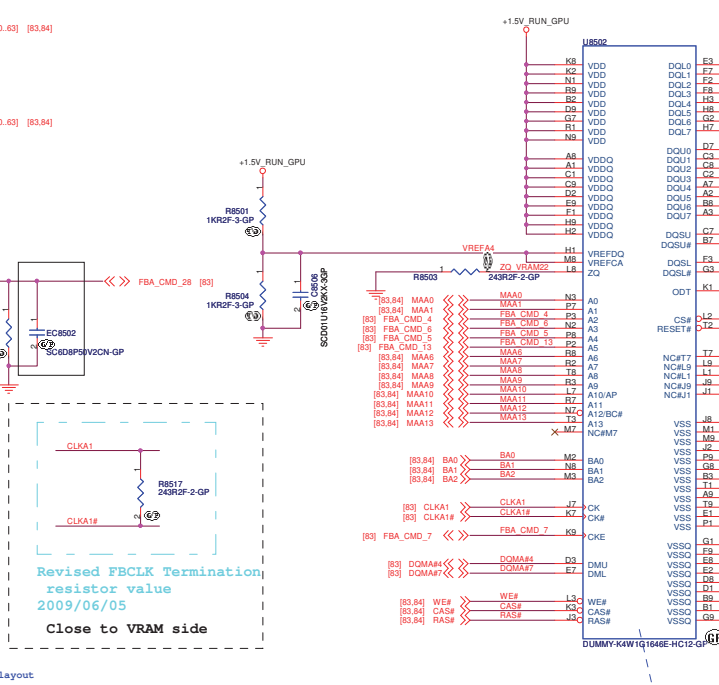 0..63] [83,84]
0..63] [83,84]
+1.5V_RUN_GPU
+1.5V_RUN_GPU
1
R8501
1KR2F-3-GP
2
1
R8504
1KR2F-3-GP
2
1
C8506
SCD01U16V2KX-3GP
2
1
EC8502
2
SC6D8P50V2CN-GP
FBA_CMD_28 [83]
VREFA4
ZQ_VRAM22
R8503
243R2F-2-GP
U8502
K8 VDD
K2 VDD
N1 VDD
R9 VDD
B2 VDD
D9 VDD
G7 VDD
R1 VDD
N9 VDD
A8 VDDQ
A1 VDDQ
C1 VDDQ
C9 VDDQ
D2 VDDQ
E9 VDDQ
F1 VDDQ
H9 VDDQ
H2 VDDQ
H1 VREFDQ
M8 VREFCA
L8 ZQ
[83,84] MAA0 MAA0 N3 A0
[83,84] MAA1 MAA1 P7 A1
[83] FBA_CMD_4 FBA_CMD_4 P3 A2
[83] FBA_CMD_6 FBA_CMD_6 N2 A3
[83] FBA_CMD_5 FBA_CMD_5 P8 A4
[83] FBA_CMD_13 FBA_CMD_13 P2 A5
[83,84] MAA6 MAA6 R8 A6
[83,84] MAA7 MAA7 R2 A7
[83,84] MAA8 MAA8 T8 A8
[83,84] MAA9 MAA9 R3 A9
[83,84] MAA10 MAA10 L7 A10/AP
[83,84] MAA11 MAA11 R7 A11
[83,84] MAA12 MAA12 N7 A12/BC#
[83,84] MAA13 MAA13 T3 A13
M7 NC#M7
[83,84] BA0 BA0 M2 BA0
[83,84] BA1 BA1 N8 BA1
[83,84] BA2 BA2 M3 BA2
[83] CLKA1 CLKA1 J7 CK
[83] CLKA1# CLKA1# K7 CK#
[83] FBA_CMD_7 FBA_CMD_7 K9 CKE
[83] DQMA#4 DQMA#4 D3 DMU
[83] DQMA#7 DQMA#7 E7 DML
[83,84] WE# WE# L3 WE#
[83,84] CAS# CAS# K3 CAS#
[83,84] RAS# RAS# J3 RAS#
DQL0 E3
DQL1 F7
DQL2 F2
DQL3 F8
DQL4 H3
DQL5 H8
DQL6 G2
DQL7 H7
DQU0 D7
DQU1 C3
DQU2 C8
DQU3 C2
DQU4 A7
DQU5 A2
DQU6 B8
DQU7 A3
DQSU C7
DQSU# B7
DQSL F3
DQSL# G3
ODT K1
CS# L2
RESET# T2
NC#T7 T7
NC#L9 L9
NC#L1 L1
NC#J9 J9
NC#J1 J1
VSS J8
VSS M1
VSS M9
VSS J2
VSS P9
VSS G8
VSS B3
VSS T1
VSS A9
VSS T9
VSS E1
VSS P1
VSSQ G1
VSSQ F9
VSSQ E8
VSSQ E2
VSSQ D8
VSSQ D1
VSSQ B9
VSSQ B1
VSSQ G9
DUMMY-K4W1G1646E-HC12-GP
CLKA1
1
R8517
243R2F-2-GP
2
CLKA1#
Revised FBCLK Termination
resistor value
2009/06/05
Close to VRAM side
layout